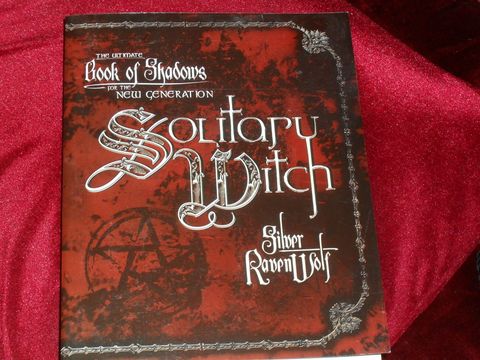 THE ULTIMATE
Book of Shadows
FOR THE
NEW GENERATION
Solitary
Witch
Silver
RavenWolf